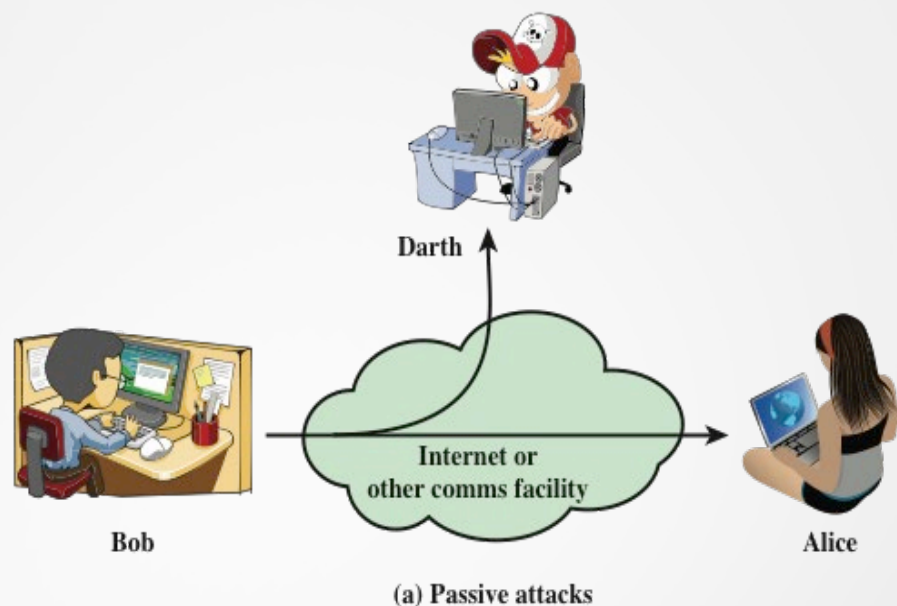 Darth
Internet or
other comms facility
Bob
Alice
(a) Passive attacks